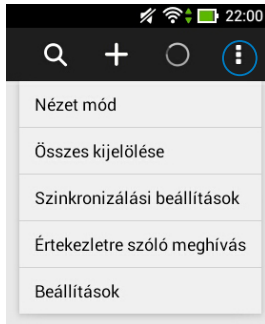 22:00
Nézet mód
Összes kijelölése
Szinkronizálási beállítások
Értekezletre szóló meghívás
Beállítások